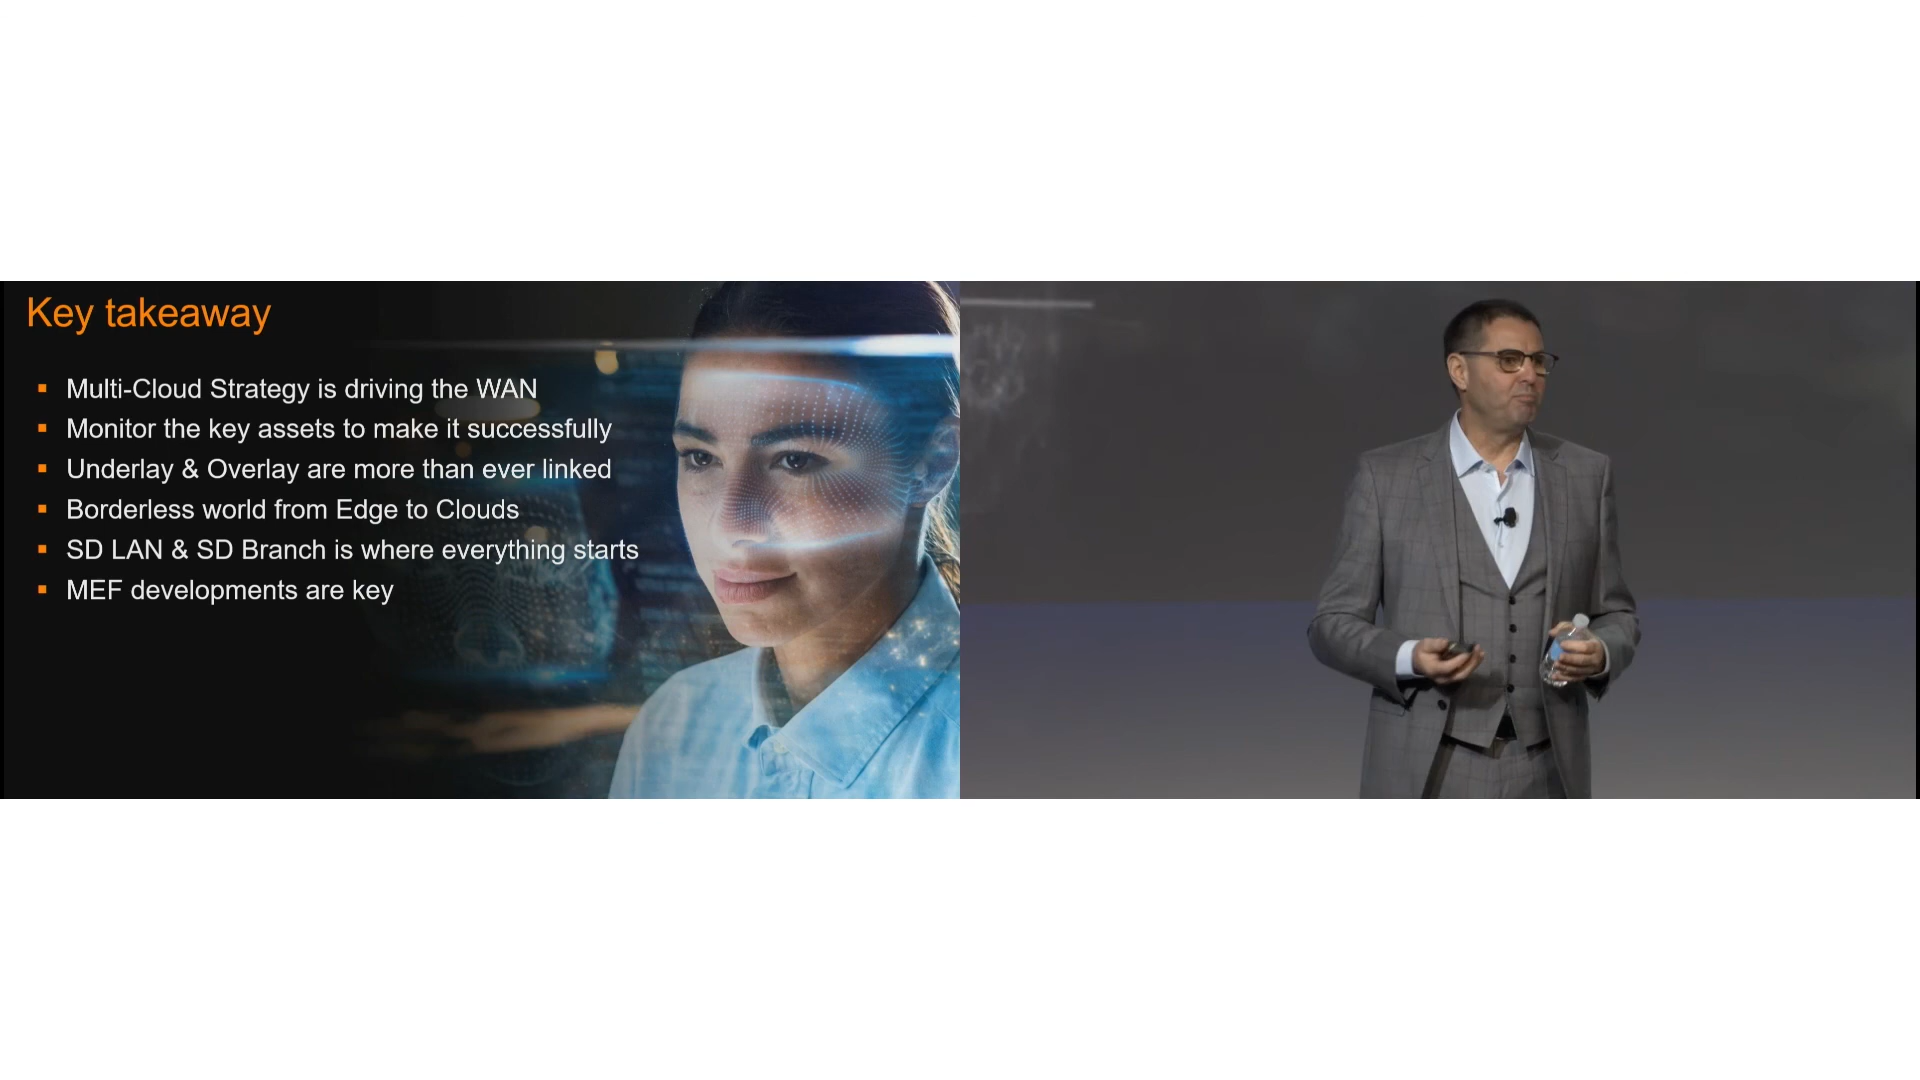 Key takeaway
Multi-Cloud Strategy is driving the WAN
Monitor the key assets to make it successfully
Underlay & Overlay are more than ever linked
Borderless world from Edge to Clouds
SD LAN & SD Branch is where everything starts
MEF developments are key